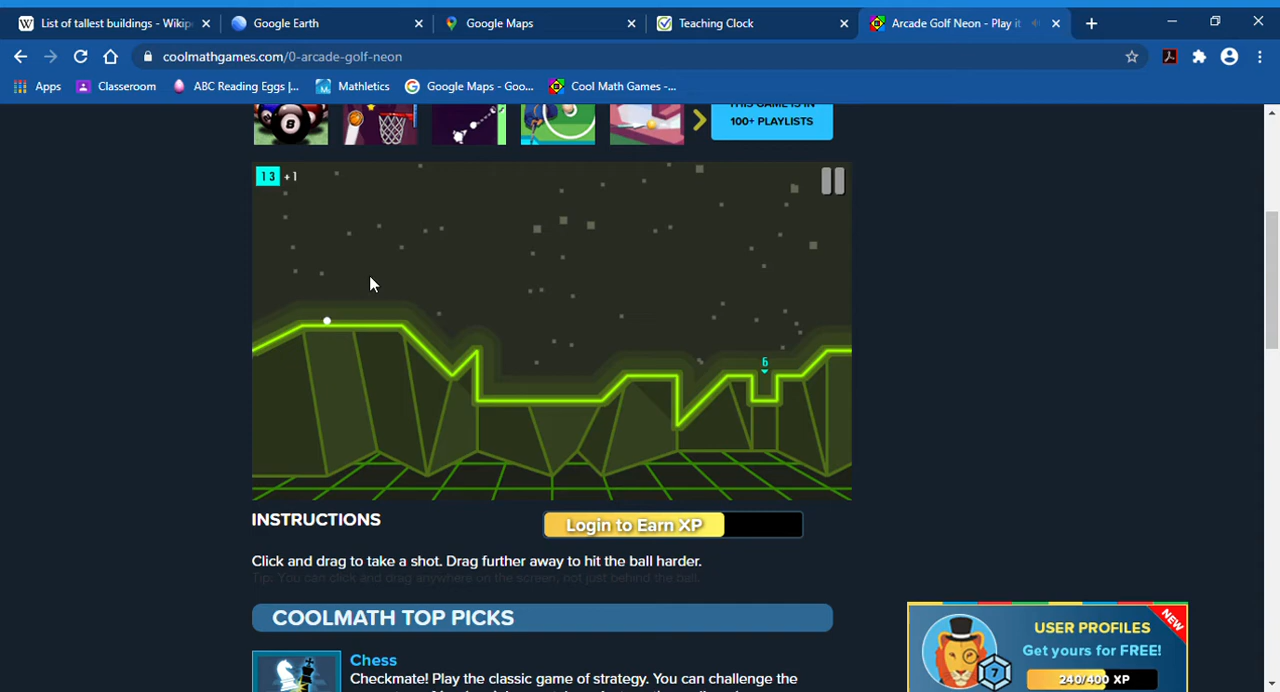 List of tallest buildings - Wikip
Google Earth
Google Maps
Teaching Clock
Arcade Golf Neon - Play it
coolmathgames.com/0-arcade-golf-neon
Apps
Classeroom
ABC Reading Eggs |...
Mathletics
Google Maps - Goo...
Cool Math Games -...
8
THIS GAME IS IN
100+ PLAYLISTS
13 +1
6
INSTRUCTIONS
Login to Earn XP
Click and drag to take a shot. Drag further away to hit the ball harder.
Tip: You can click and drag anywhere on the screen, not just behind the ball.
COOLMATH TOP PICKS
Chess
Checkmate! Play the classic game of strategy. You can challenge the
NEW
USER PROFILES
Get yours for FREE!
7
240/400 XP